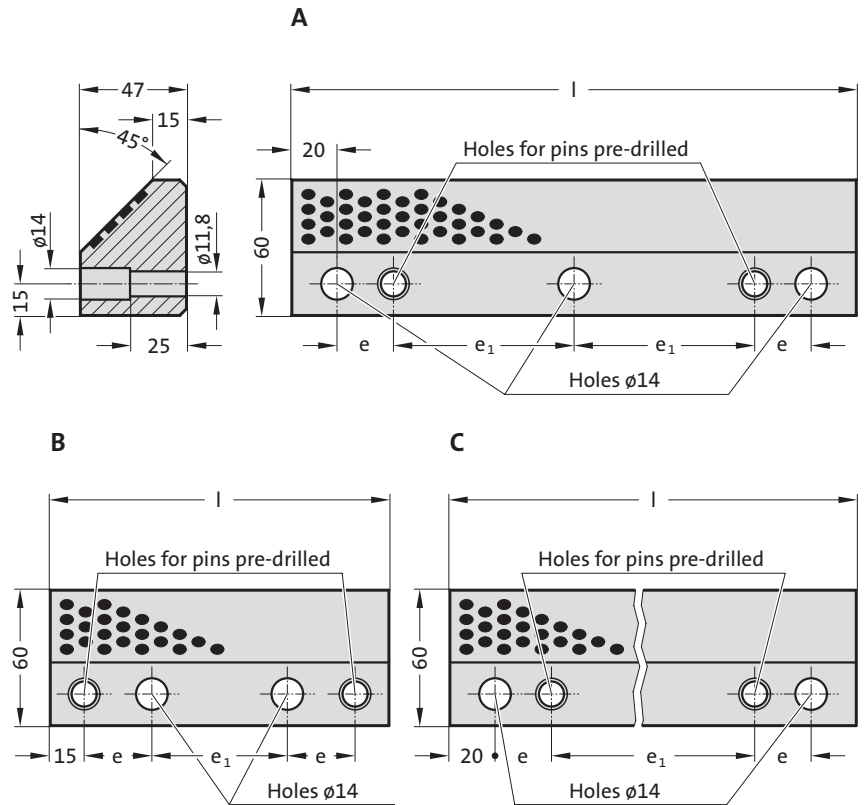 A
47
15
45°
ø14
ø11,8
15
25
l
20
Holes for pins pre-drilled
60
e
e₁
e₁
e
Holes ø14
B
l
Holes for pins pre-drilled
60
15
e
e₁
e
Holes ø14
C
l
Holes for pins pre-drilled
60
20
e
e₁
e
Holes ø14